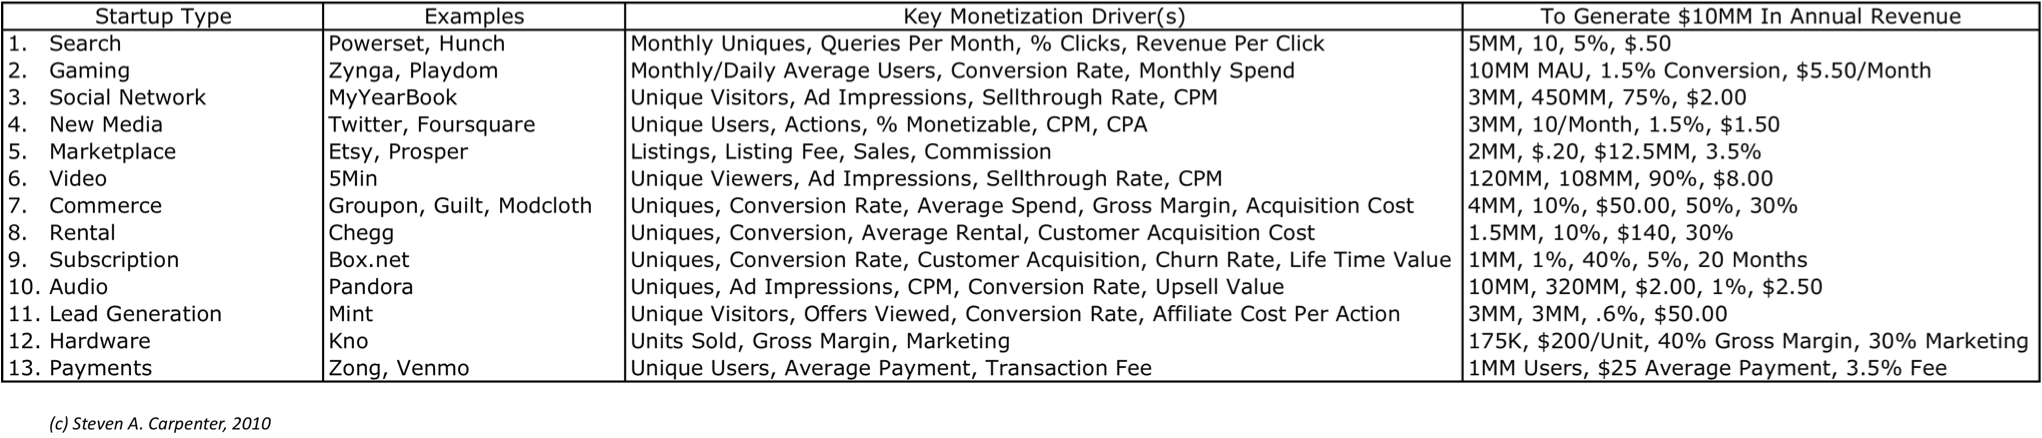 Startup Type Examples Key Monetization Driver(s) To Generate $10MM In Annual Revenue
1. Search Powerset, Hunch Monthly Uniques, Queries Per Month, % Clicks, Revenue Per Click 5MM, 10, 5%, $.50
2. Gaming Zynga, Playdom Monthly/Daily Average Users, Conversion Rate, Monthly Spend 10MM MAU, 1.5% Conversion, $5.50/Month
3. Social Network MyYearBook Unique Visitors, Ad Impressions, Sellthrough Rate, CPM 3MM, 450MM, 75%, $2.00
4. New Media Twitter, Foursquare Unique Users, Actions, % Monetizable, CPM, CPA 3MM, 10/Month, 1.5%, $1.50
5. Marketplace Etsy, Prosper Listings, Listing Fee, Sales, Commission 2MM, $.20, $12.5MM, 3.5%
6. Video 5Min Unique Viewers, Ad Impressions, Sellthrough Rate, CPM 120MM, 108MM, 90%, $8.00
7. Commerce Groupon, Guilt, Modcloth Uniques, Conversion Rate, Average Spend, Gross Margin, Acquisition Cost 4MM, 10%, $50.00, 50%, 30%
8. Rental Chegg Uniques, Conversion, Average Rental, Customer Acquisition Cost 1.5MM, 10%, $140, 30%
9. Subscription Box.net Uniques, Conversion Rate, Customer Acquisition, Churn Rate, Life Time Value 1MM, 1%, 40%, 5%, 20 Months
10. Audio Pandora Uniques, Ad Impressions, CPM, Conversion Rate, Upsell Value 10MM, 320MM, $2.00, 1%, $2.50
11. Lead Generation Mint Unique Visitors, Offers Viewed, Conversion Rate, Affiliate Cost Per Action 3MM, 3MM, .6%, $50.00
12. Hardware Kno Units Sold, Gross Margin, Marketing 175K, $200/Unit, 40% Gross Margin, 30% Marketing
13. Payments Zong, Venmo Unique Users, Average Payment, Transaction Fee 1MM Users, $25 Average Payment, 3.5% Fee
(c) Steven A. Carpenter, 2010